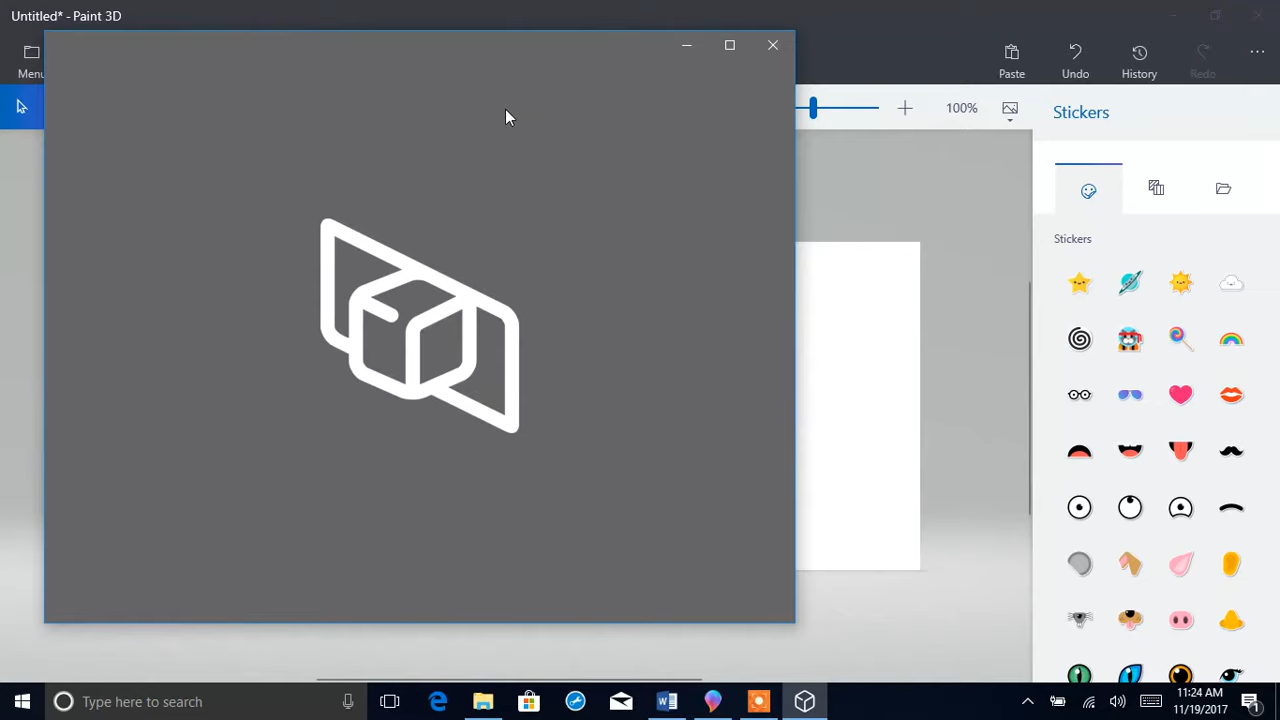 Untitled* - Paint 3D
Menu
Paste
Undo
History
Redo
100%
Stickers
Stickers
Type here to search
11:24 AM
11/19/2017
1